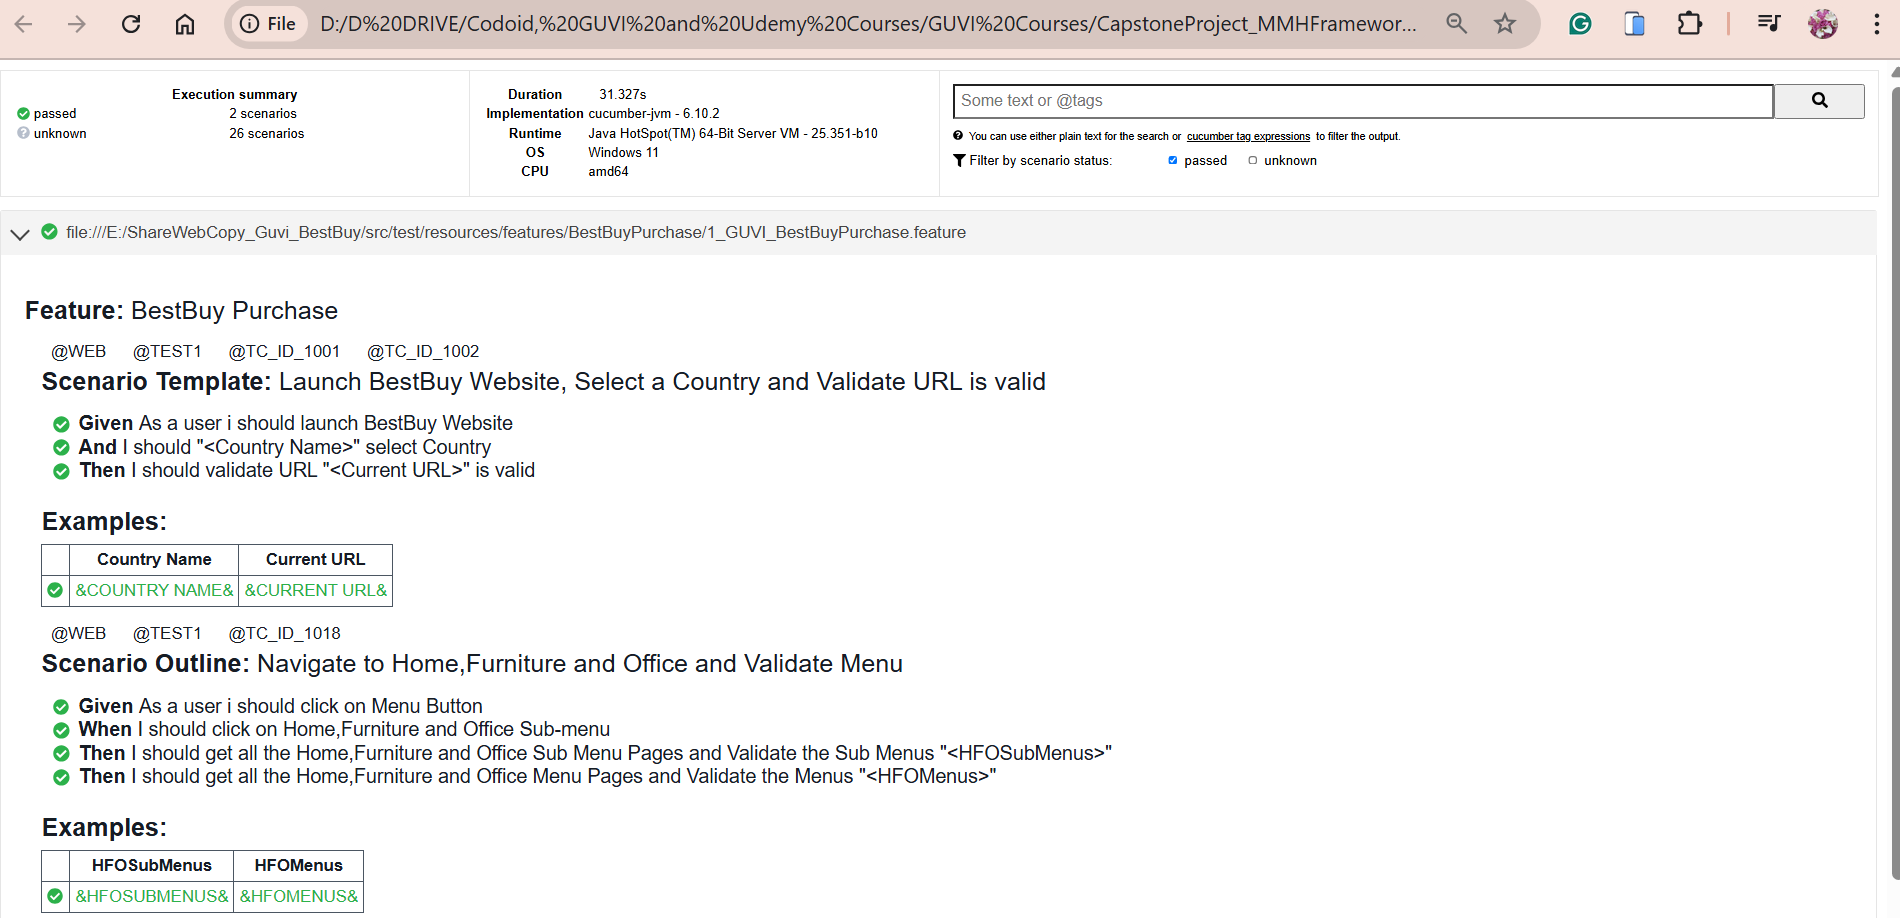 File
D:/D%20DRIVE/Codoid,%20GUVI%20and%20Udemy%20Courses/GUVI%20Courses/CapstoneProject_MMHFramewor...
Execution summary
passed 2 scenarios
unknown 26 scenarios
Duration 31.327s
Implementation cucumber-jvm - 6.10.2
Runtime Java HotSpot(TM) 64-Bit Server VM - 25.351-b10
OS Windows 11
CPU amd64
Some text or @tags
You can use either plain text for the search or cucumber tag expressions to filter the output.
Filter by scenario status: passed unknown
file:///E:/ShareWebCopy_Guvi_BestBuy/src/test/resources/features/BestBuyPurchase/1_GUVI_BestBuyPurchase.feature
Feature: BestBuy Purchase
@WEB @TEST1 @TC_ID_1001 @TC_ID_1002
Scenario Template: Launch BestBuy Website, Select a Country and Validate URL is valid
Given As a user i should launch BestBuy Website
And I should "<Country Name>" select Country
Then I should validate URL "<Current URL>" is valid
Examples:
Country Name Current URL
&COUNTRY NAME& &CURRENT URL&
@WEB @TEST1 @TC_ID_1018
Scenario Outline: Navigate to Home,Furniture and Office and Validate Menu
Given As a user i should click on Menu Button
When I should click on Home,Furniture and Office Sub-menu
Then I should get all the Home,Furniture and Office Sub Menu Pages and Validate the Sub Menus "<HFOSubMenus>"
Then I should get all the Home,Furniture and Office Menu Pages and Validate the Menus "<HFOMenus>"
Examples:
HFOSubMenus HFOMenus
&HFOSUBMENUS& &HFOMENUS&